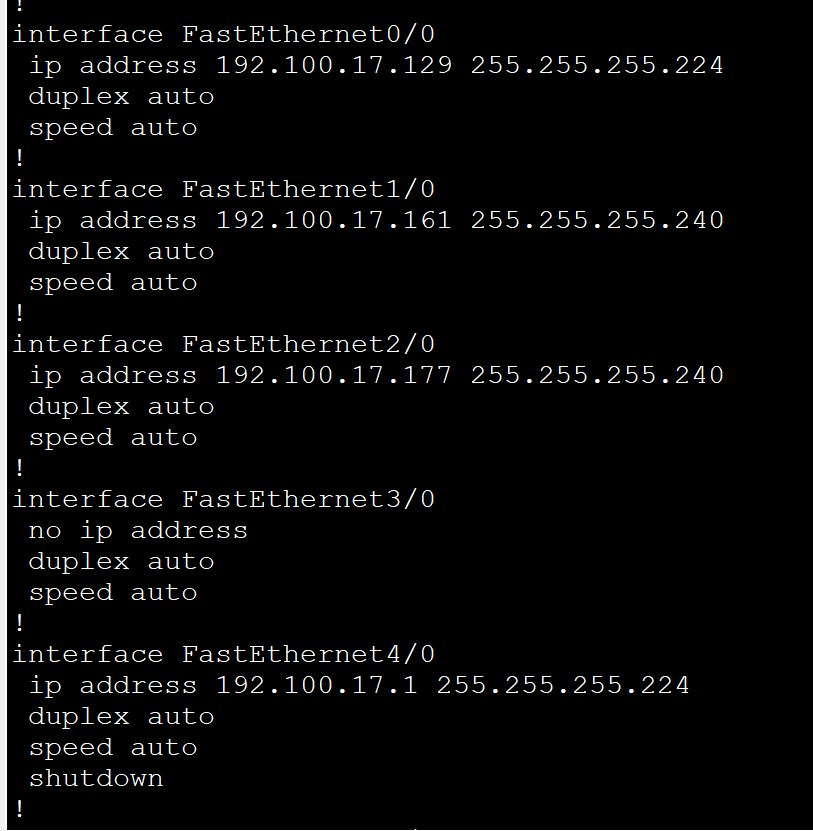 !
interface FastEthernet0/0
 ip address 192.100.17.129 255.255.255.224
 duplex auto
 speed auto
!
interface FastEthernet1/0
 ip address 192.100.17.161 255.255.255.240
 duplex auto
 speed auto
!
interface FastEthernet2/0
 ip address 192.100.17.177 255.255.255.240
 duplex auto
 speed auto
!
interface FastEthernet3/0
 no ip address
 duplex auto
 speed auto
!
interface FastEthernet4/0
 ip address 192.100.17.1 255.255.255.224
 duplex auto
 speed auto
 shutdown
!